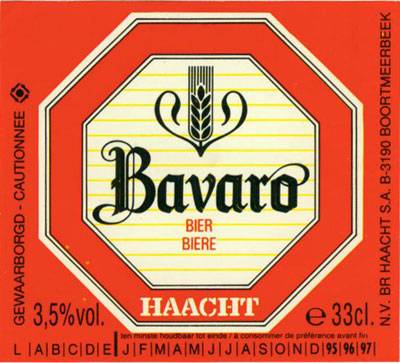 GEWAARBORGD - CAUTIONNEE
Bavaro
BIER
BIERE
HAACHT
3,5%vol.
e 33cl.
N.V. BR HAACHT S.A. B-3190 BOORTMEERBEEK
ten minste houdbaar tot einde / à consommer de préférence avant fin
L |A|B|C|D|E|J|F|M|A|M|J|J|A|S|O|N|D|95|96|97|